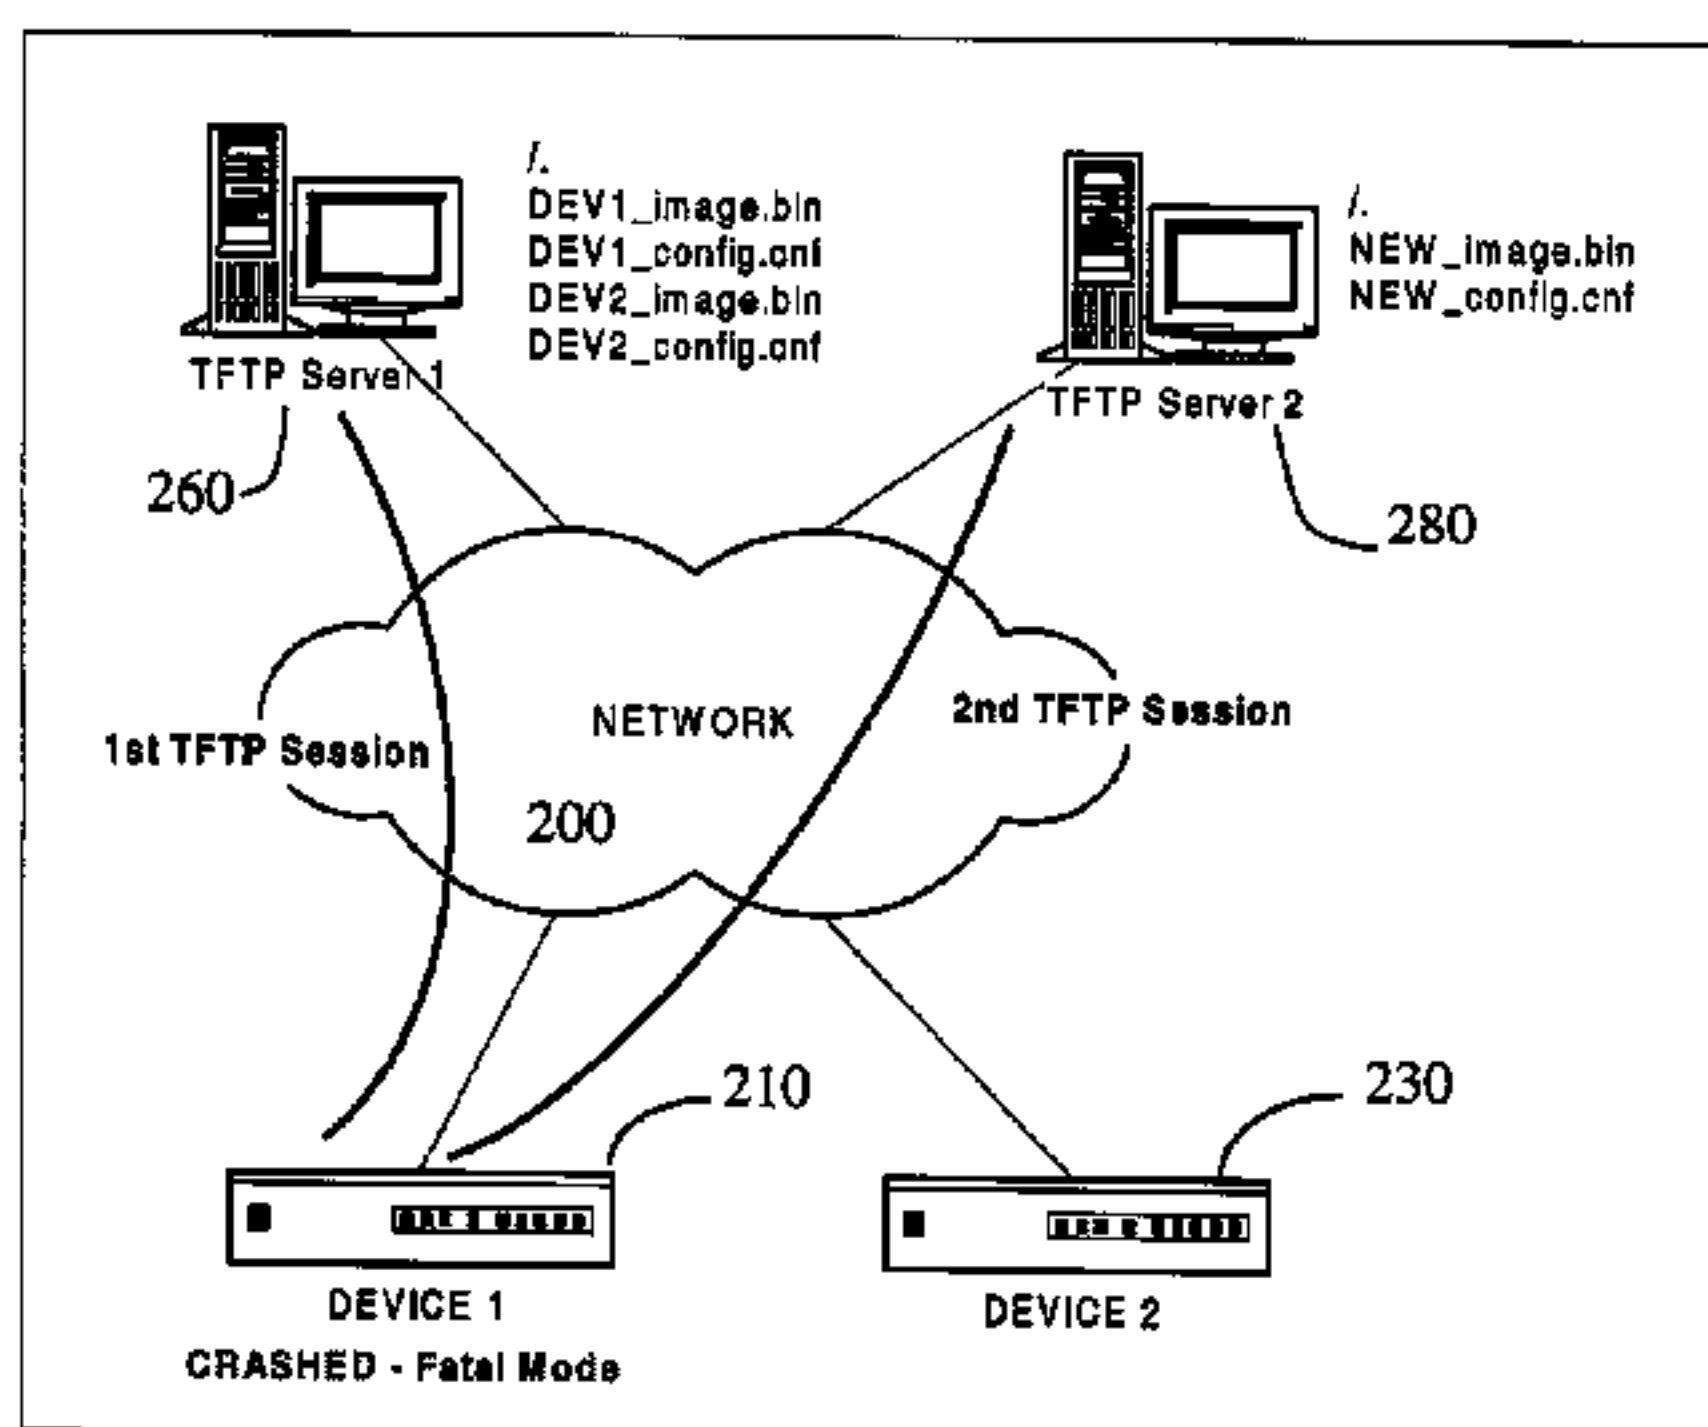 /.
DEV1_image.bin
DEV1_config.cnf
DEV2_image.bin
DEV2_config.cnf
TFTP Server 1
260
/.
NEW_image.bin
NEW_config.cnf
TFTP Server 2
280
1st TFTP Session
NETWORK
2nd TFTP Session
200
210
230
DEVICE 1
CRASHED - Fatal Mode
DEVICE 2